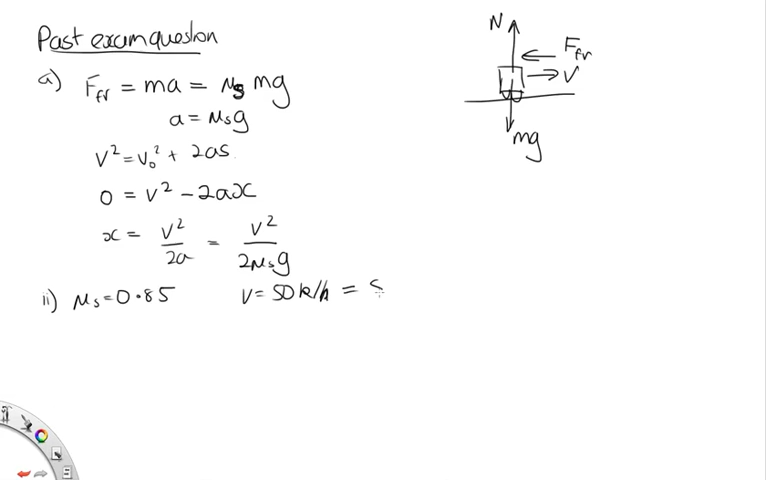 Past exam question
a) F_fr = ma = μ_s mg
a = μ_s g
v² = v₀² + 2as
0 = v² - 2ax
x = v²/2a = v²/2μ_s g
ii) μ_s = 0.85 v = 50 k/h = 5
N
F_fr
v
mg